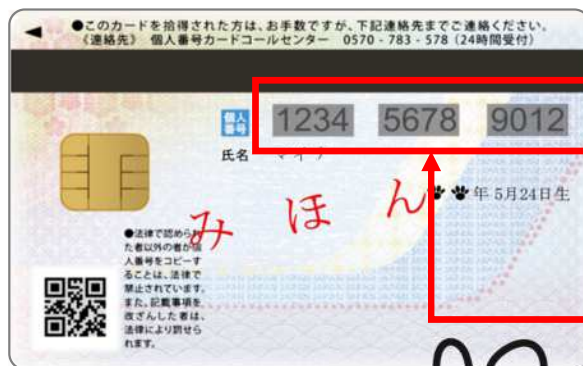 ●このカードを拾得された方は、お手数ですが、下記連絡先までご連絡ください。
《連絡先》 個人番号カードコールセンター 0570-783-578（24時間受付）
個人番号 1234 5678 9012
氏名
年 5月24日生
みほん
●法律で認められ
た者以外の者が個
人番号をコピーす
ることは、法律で
禁止されています。
また、記載事項を
改ざんした者は、
法律により罰せら
れます。